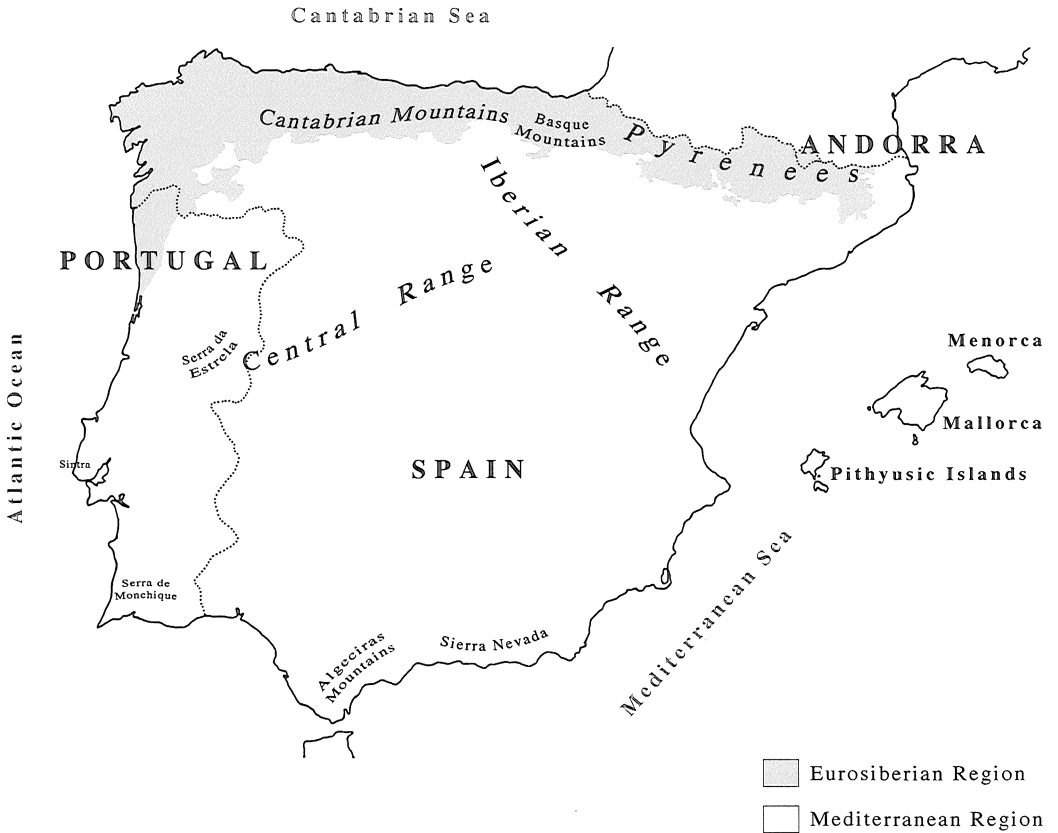 Cantabrian Sea
Cantabrian Mountains
Basque
Mountains
Pyrenees
ANDORRA
Iberian Range
PORTUGAL
Central Range
Serra da
Estrela
Menorca
Mallorca
Atlantic Ocean
Sintra
SPAIN
Pithyusic Islands
Mediterranean Sea
Serra de
Monchique
Algeciras
Mountains
Sierra Nevada
Eurosiberian Region
Mediterranean Region